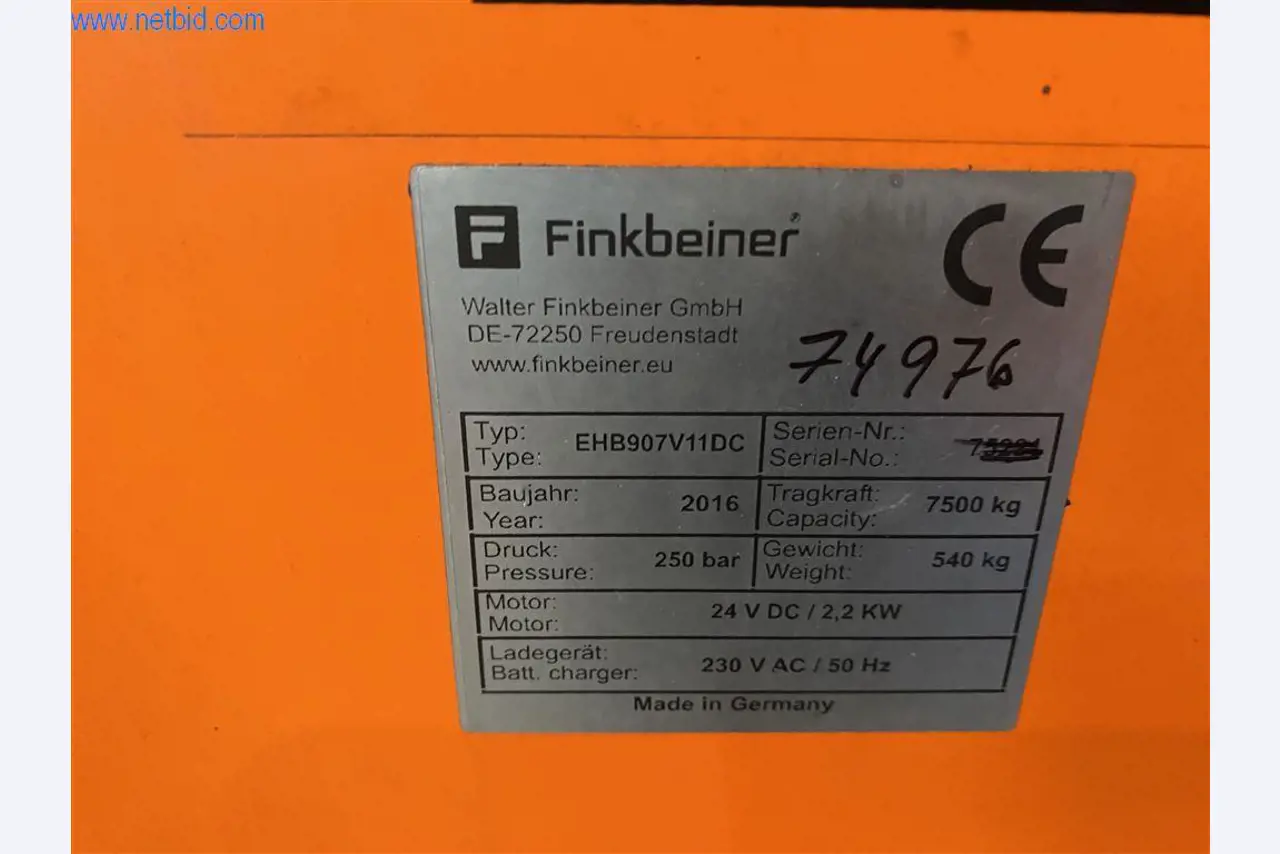 www.netbid.com
Finkbeiner
CE
Walter Finkbeiner GmbH
DE-72250 Freudenstadt
www.finkbeiner.eu
74976
Typ:
Type:
EHB907V11DC
Serien-Nr.:
Serial-No.:
Baujahr:
Year:
2016
Tragkraft:
Capacity:
7500 kg
Druck:
Pressure:
250 bar
Gewicht:
Weight:
540 kg
Motor:
Motor:
24 V DC / 2,2 KW
Ladegerät:
Batt. charger:
230 V AC / 50 Hz
Made in Germany